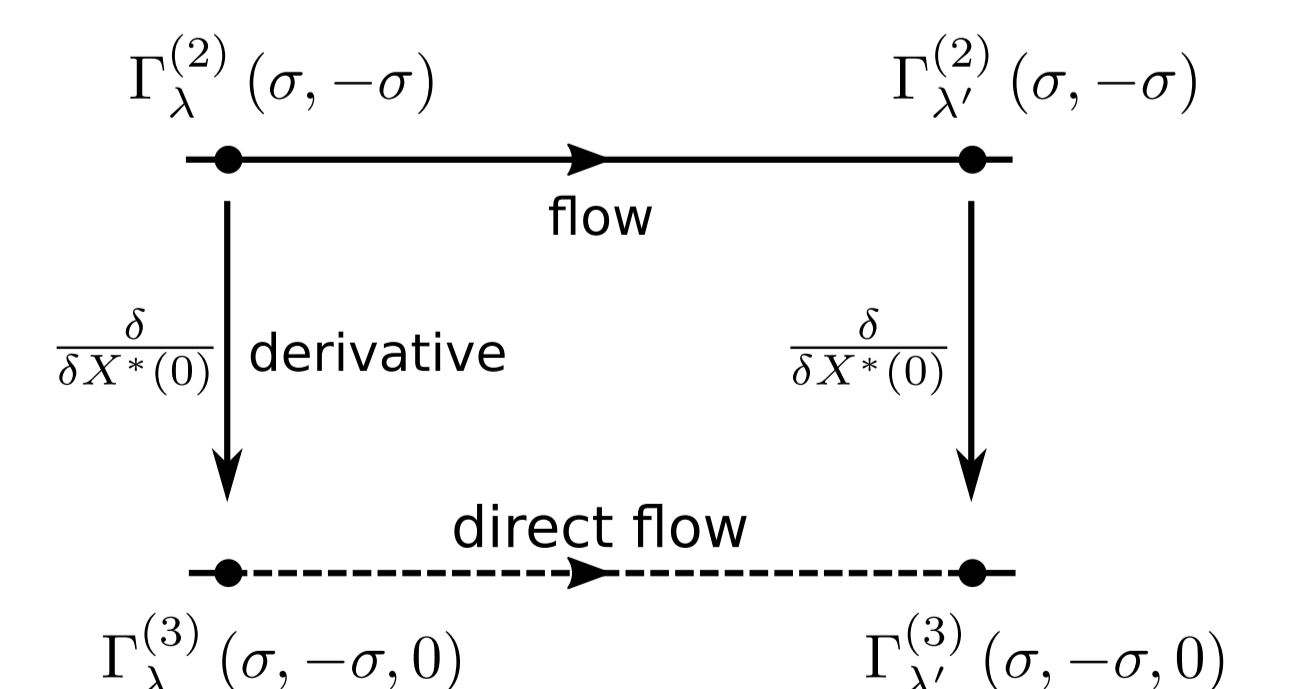 Γ_λ^(2) (σ, −σ) Γ_λ′^(2) (σ, −σ)
flow
δ/δX*(0) derivative δ/δX*(0)
direct flow
Γ_λ^(3) (σ, −σ, 0) Γ_λ′^(3) (σ, −σ, 0)